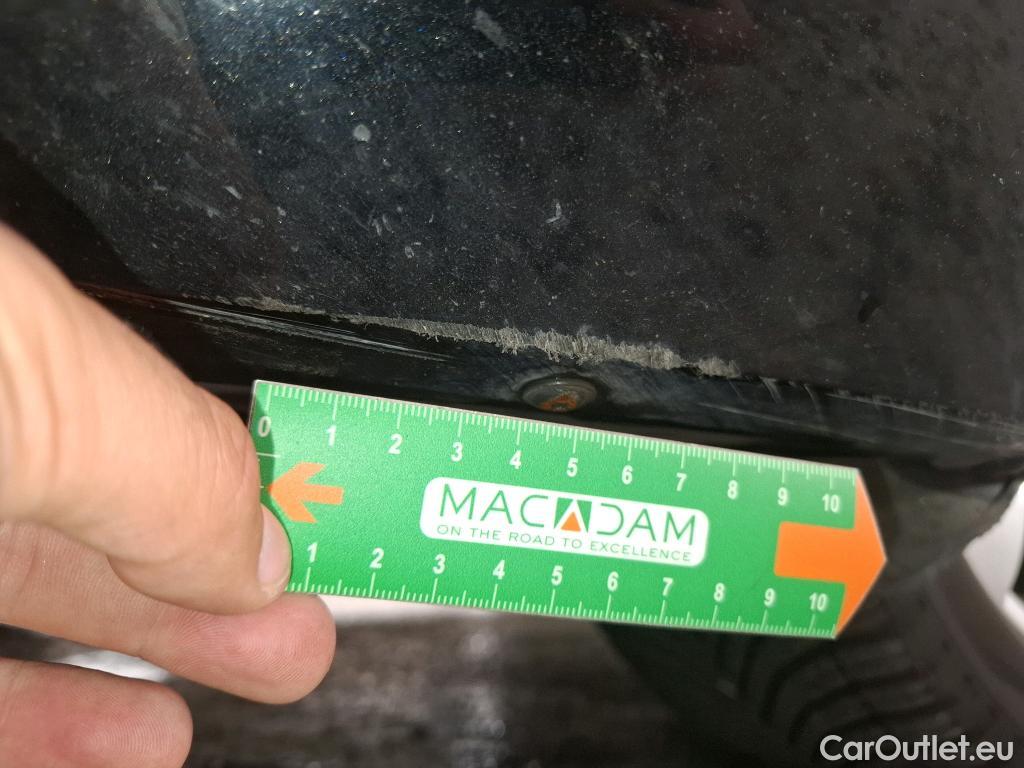 0 1 2 3 4 5 6 7 8 9 10
MACADAM
ON THE ROAD TO EXCELLENCE
1 2 3 4 5 6 7 8 9 10
CarOutlet.eu